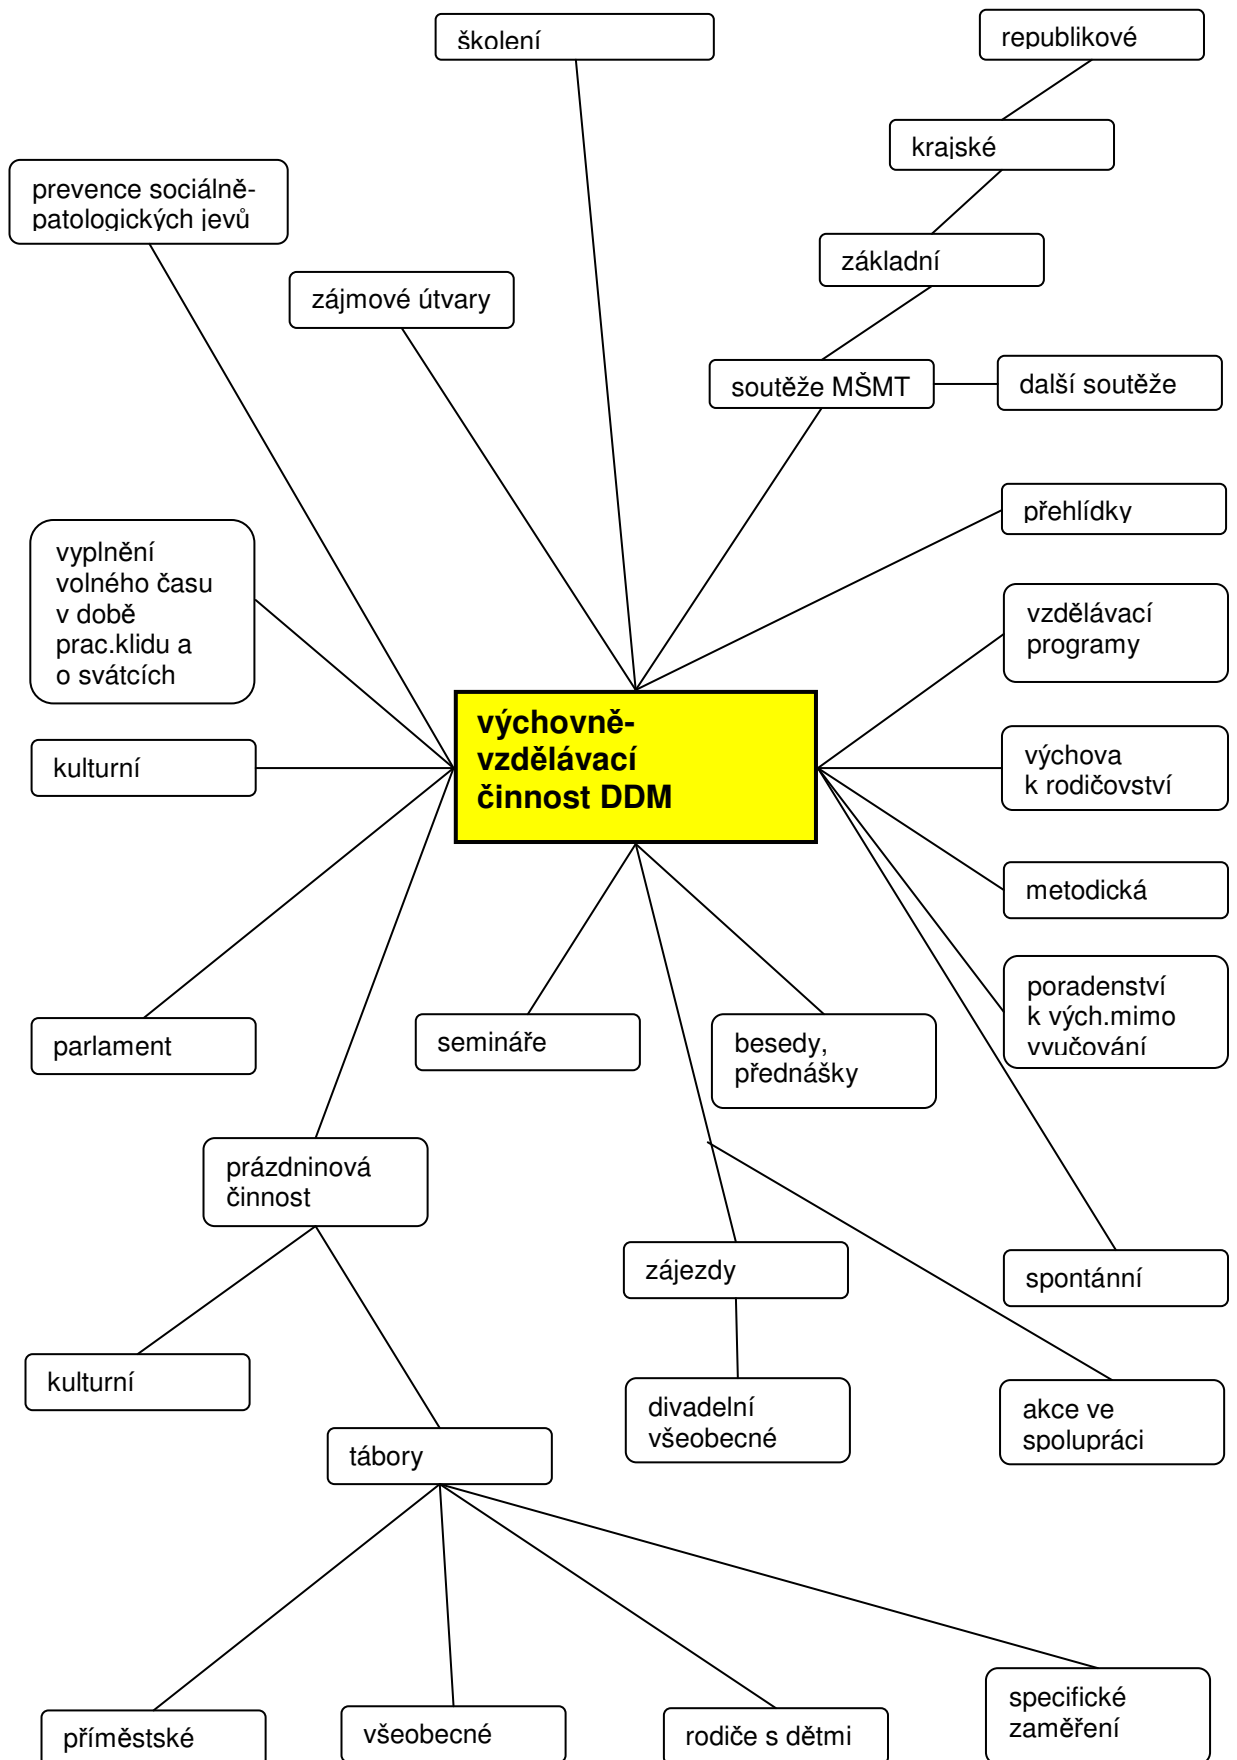 školení
republikové
krajské
prevence sociálně-
patologických jevů
základní
zájmové útvary
soutěže MŠMT
další soutěže
přehlídky
vyplnění
volného času
v době
prac.klidu a
o svátcích
vzdělávací
programy
výchovně-
vzdělávací
činnost DDM
kulturní
výchova
k rodičovství
metodická
poradenství
k vých.mimo
vyučování
parlament
semináře
besedy,
přednášky
prázdninová
činnost
zájezdy
spontánní
kulturní
divadelní
všeobecné
akce ve
spolupráci
tábory
příměstské
všeobecné
rodiče s dětmi
specifické
zaměření